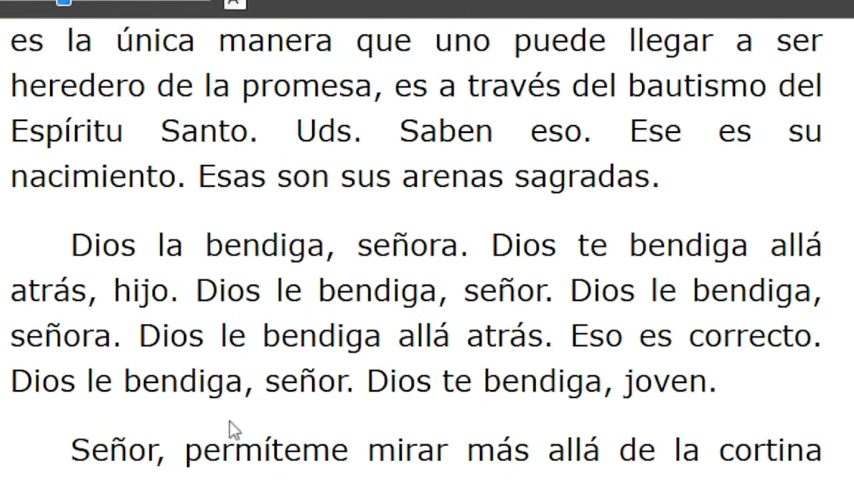 es la única manera que uno puede llegar a ser
heredero de la promesa, es a través del bautismo del
Espíritu Santo. Uds. Saben eso. Ese es su
nacimiento. Esas son sus arenas sagradas.
Dios la bendiga, señora. Dios te bendiga allá
atrás, hijo. Dios le bendiga, señor. Dios le bendiga,
señora. Dios le bendiga allá atrás. Eso es correcto.
Dios le bendiga, señor. Dios te bendiga, joven.
Señor, permíteme mirar más allá de la cortina